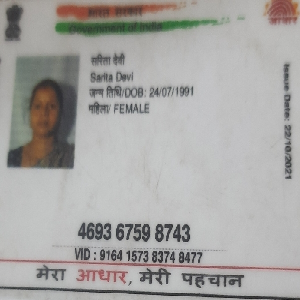 भारत सरकार
Government of India
आधार
सरिता देवी
Sarita Devi
जन्म तिथि/DOB: 24/07/1991
महिला/ FEMALE
Issue Date: 22/10/2021
4693 6759 8743
VID : 9164 1573 8374 8477
मेरा आधार, मेरी पहचान